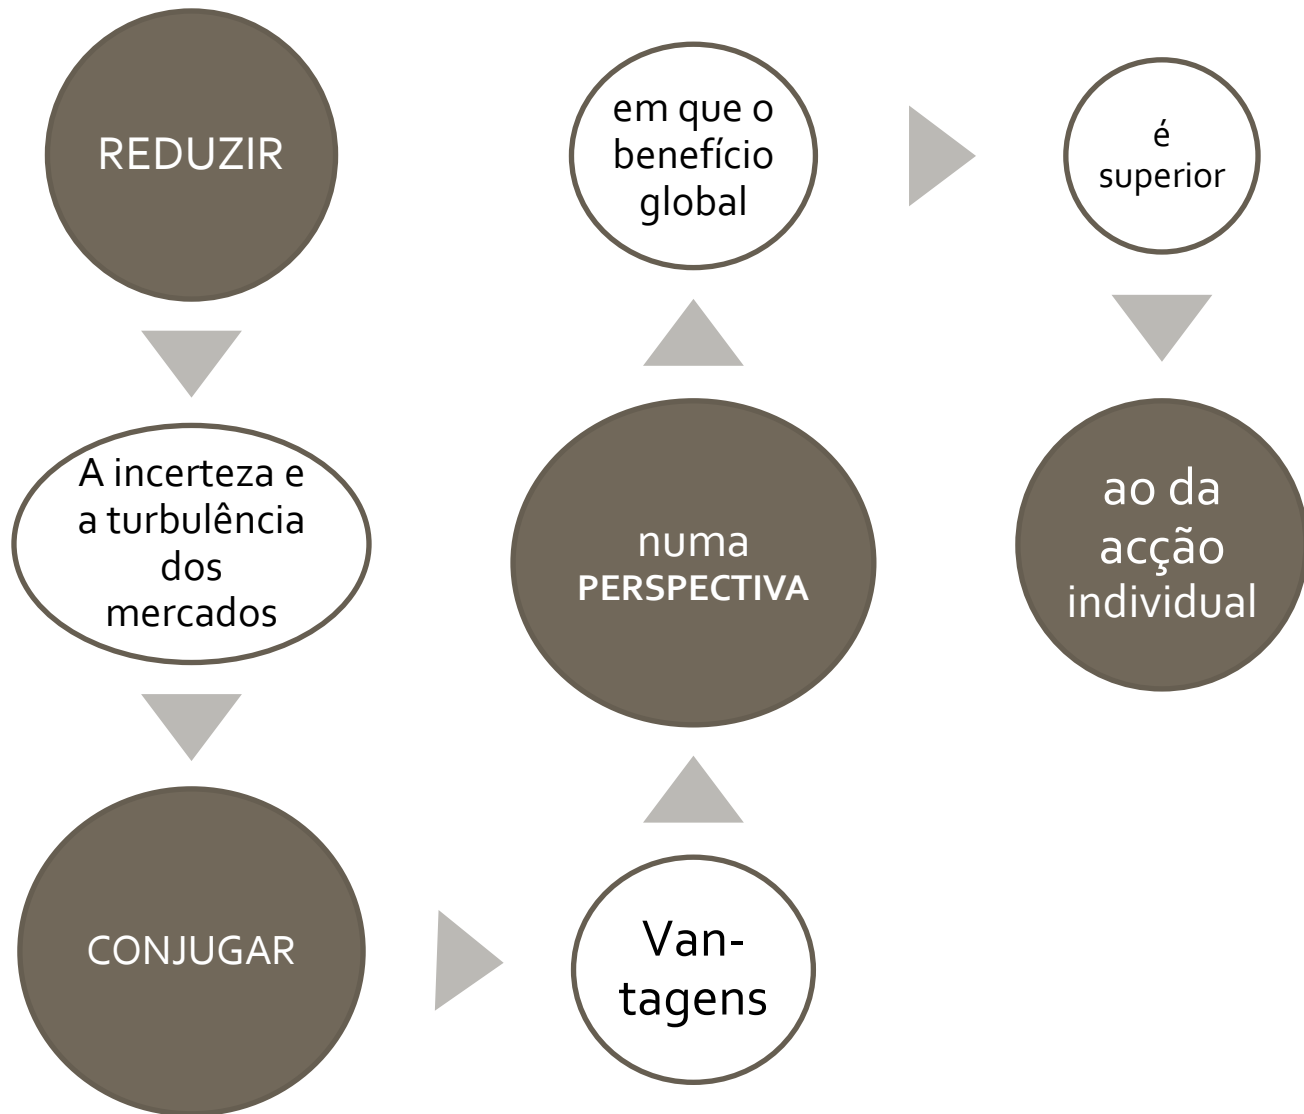 REDUZIR
A incerteza e
a turbulência
dos
mercados
CONJUGAR
Van-
tagens
numa
PERSPECTIVA
em que o
benefício
global
é
superior
ao da
acção
individual